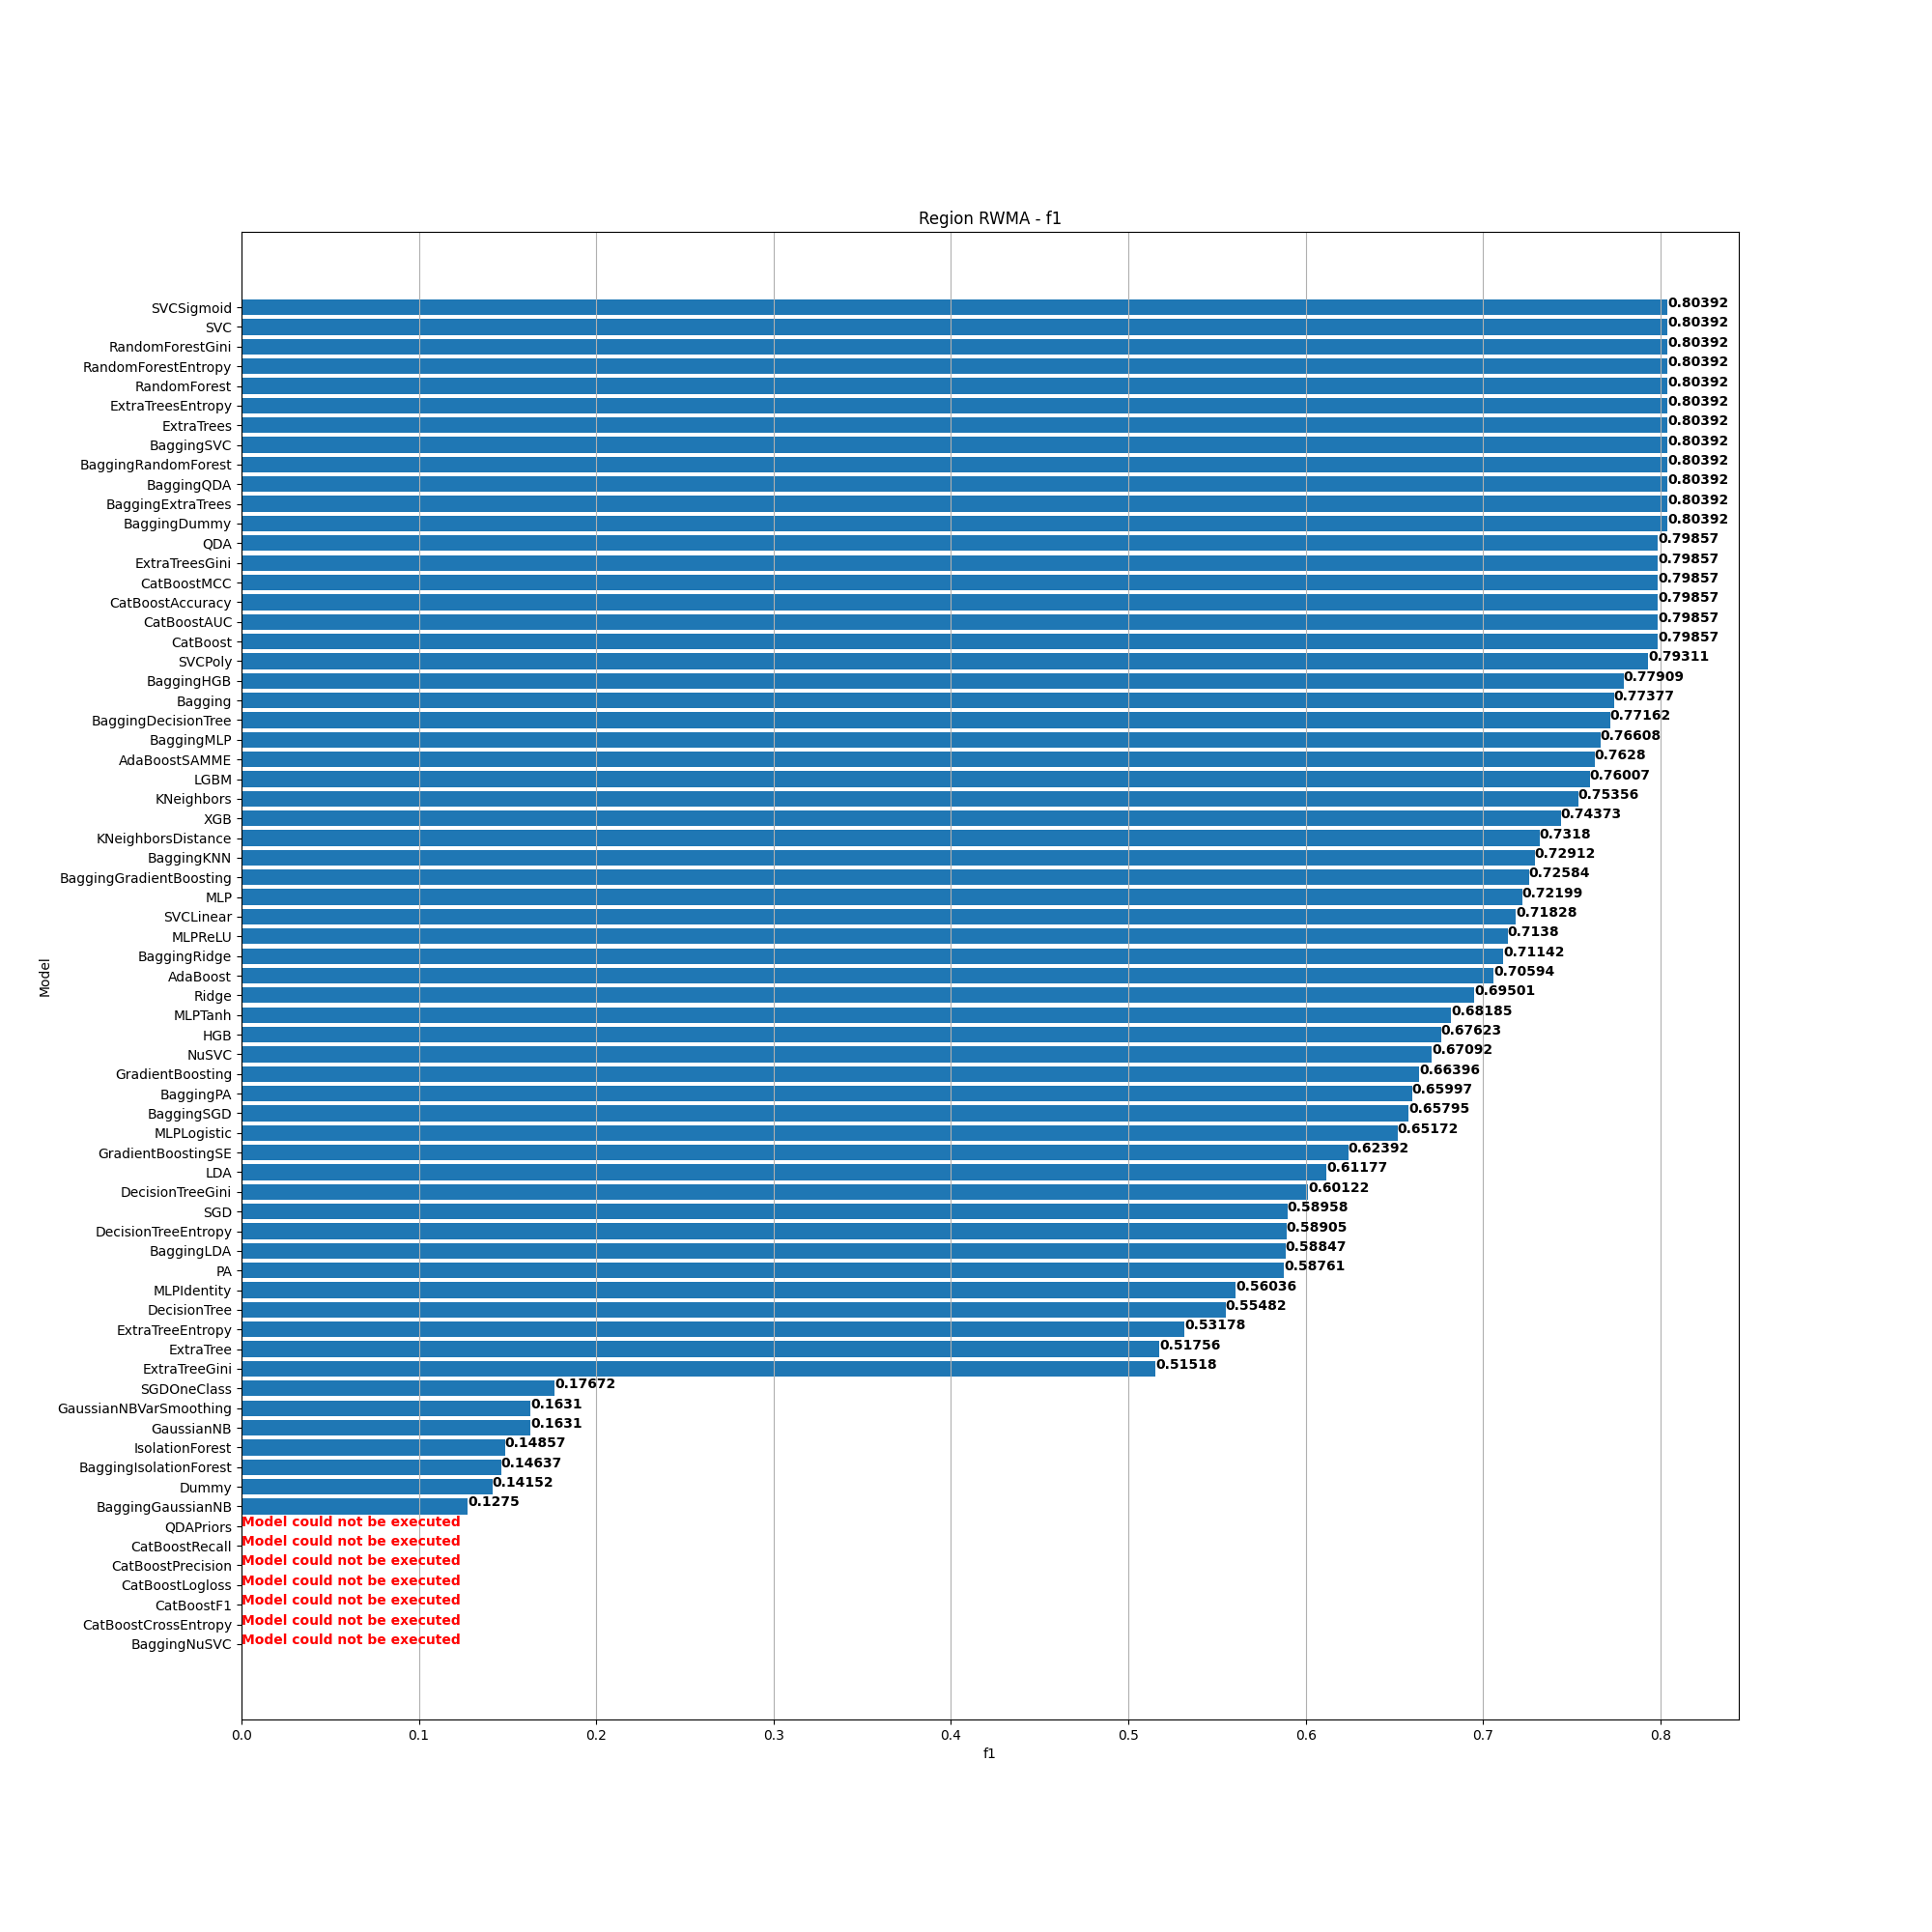 Region RWMA - f1
SVCSigmoid 0.80392
SVC 0.80392
RandomForestGini 0.80392
RandomForestEntropy 0.80392
RandomForest 0.80392
ExtraTreesEntropy 0.80392
ExtraTrees 0.80392
BaggingSVC 0.80392
BaggingRandomForest 0.80392
BaggingQDA 0.80392
BaggingExtraTrees 0.80392
BaggingDummy 0.80392
QDA 0.79857
ExtraTreesGini 0.79857
CatBoostMCC 0.79857
CatBoostAccuracy 0.79857
CatBoostAUC 0.79857
CatBoost 0.79857
SVCPoly 0.79311
BaggingHGB 0.77909
Bagging 0.77377
BaggingDecisionTree 0.77162
BaggingMLP 0.76608
AdaBoostSAMME 0.7628
LGBM 0.76007
KNeighbors 0.75356
XGB 0.74373
KNeighborsDistance 0.7318
BaggingKNN 0.72912
BaggingGradientBoosting 0.72584
MLP 0.72199
SVCLinear 0.71828
MLPReLU 0.7138
BaggingRidge 0.71142
AdaBoost 0.70594
Ridge 0.69501
MLPTanh 0.68185
HGB 0.67623
NuSVC 0.67092
GradientBoosting 0.66396
BaggingPA 0.65997
BaggingSGD 0.65795
MLPLogistic 0.65172
GradientBoostingSE 0.62392
LDA 0.61177
DecisionTreeGini 0.60122
SGD 0.58958
DecisionTreeEntropy 0.58905
BaggingLDA 0.58847
PA 0.58761
MLPIdentity 0.56036
DecisionTree 0.55482
ExtraTreeEntropy 0.53178
ExtraTree 0.51756
ExtraTreeGini 0.51518
SGDOneClass 0.17672
GaussianNBVarSmoothing 0.1631
GaussianNB 0.1631
IsolationForest 0.14857
BaggingIsolationForest 0.14637
Dummy 0.14152
BaggingGaussianNB 0.1275
QDAPriors Model could not be executed
CatBoostRecall Model could not be executed
CatBoostPrecision Model could not be executed
CatBoostLogloss Model could not be executed
CatBoostF1 Model could not be executed
CatBoostCrossEntropy Model could not be executed
BaggingNuSVC Model could not be executed
Model
0.0 0.1 0.2 0.3 0.4 0.5 0.6 0.7 0.8
f1